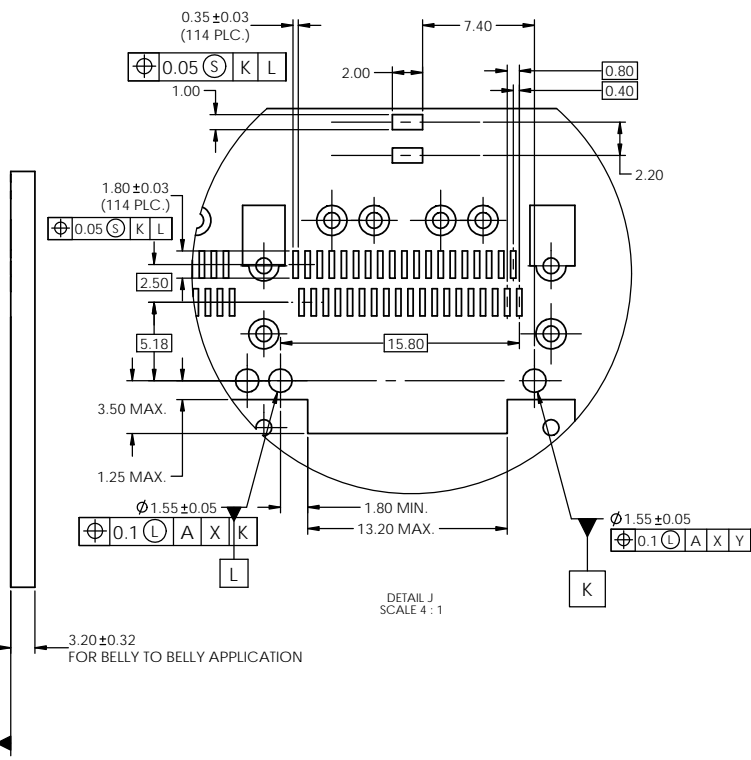 0.35±0.03
(114 PLC.)
⌖ 0.05 Ⓢ K L
7.40
2.00
0.80
0.40
1.00
2.20
1.80±0.03
(114 PLC.)
⌖ 0.05 Ⓢ K L
2.50
5.18
15.80
3.50 MAX.
1.25 MAX.
⌀1.55±0.05
⌖ 0.1 Ⓛ A X K
L
1.80 MIN.
13.20 MAX.
⌀1.55±0.05
⌖ 0.1 Ⓛ A X Y
K
DETAIL J
SCALE 4 : 1
3.20±0.32
FOR BELLY TO BELLY APPLICATION